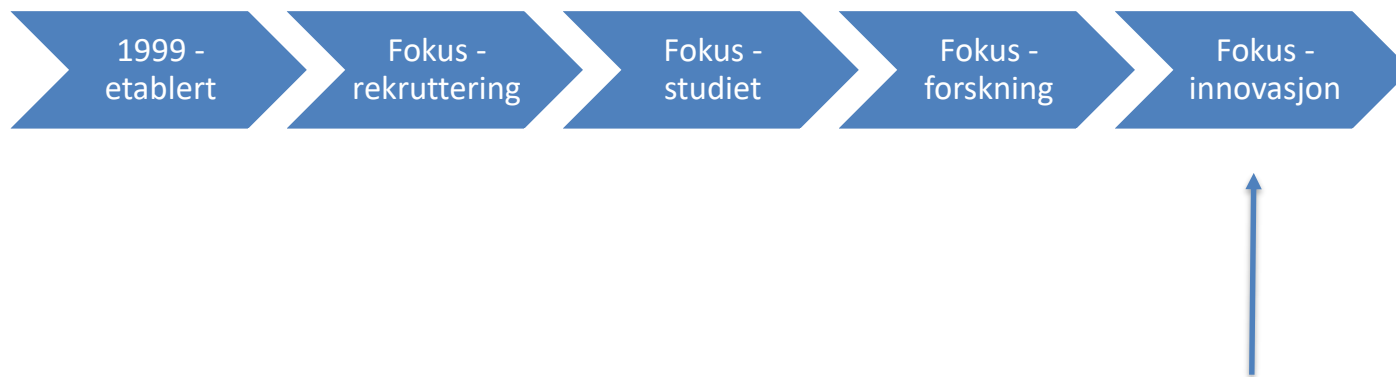 1999 -
etablert
Fokus -
rekruttering
Fokus -
studiet
Fokus -
forskning
Fokus -
innovasjon